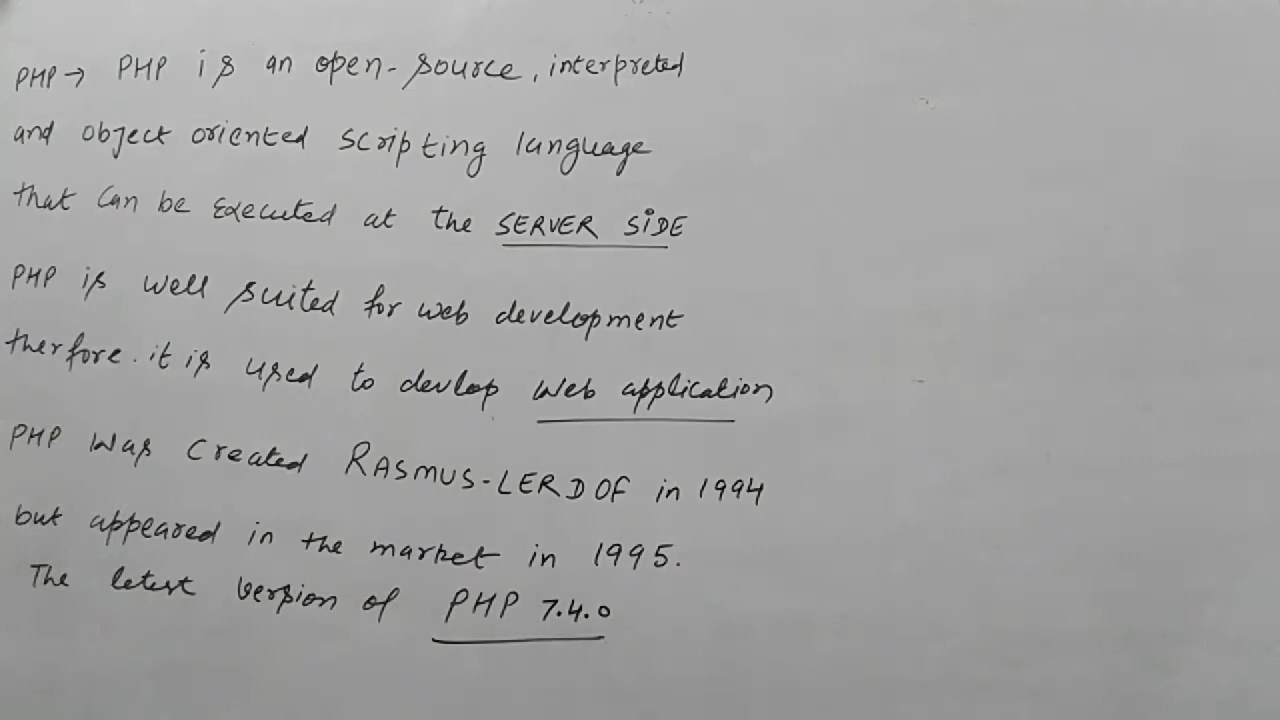 PHP → PHP is an open-source, interpreted
and object oriented scripting language
that can be executed at the SERVER SIDE
PHP is well suited for web development
therfore. it is used to devlop web application
PHP was created RASMUS-LERDOF in 1994
but appeared in the market in 1995.
The letest version of PHP 7.4.0